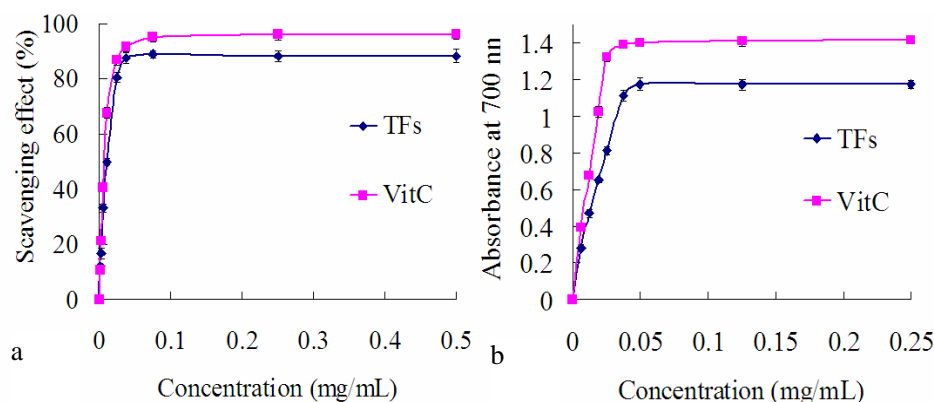 Scavenging effect (%)
100
80
60
40
20
0
TFs
VitC
0 0.1 0.2 0.3 0.4 0.5
a
Concentration (mg/mL)
Absorbance at 700 nn
1.4
1.2
1
0.8
0.6
0.4
0.2
0
TFs
VitC
0 0.05 0.1 0.15 0.2 0.25
b
Concentration (mg/mL)